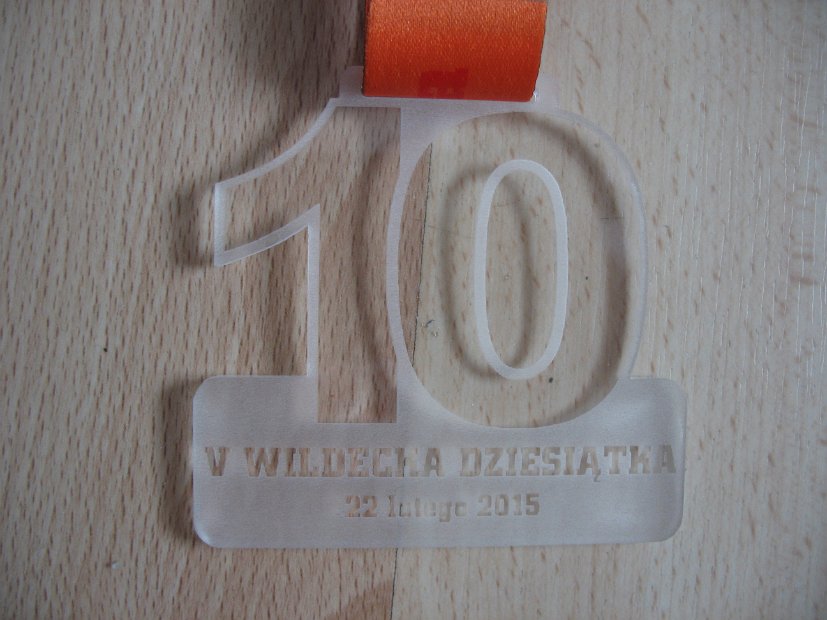 10
V WILDECKA DZIESIĄTKA
22 lutego 2015